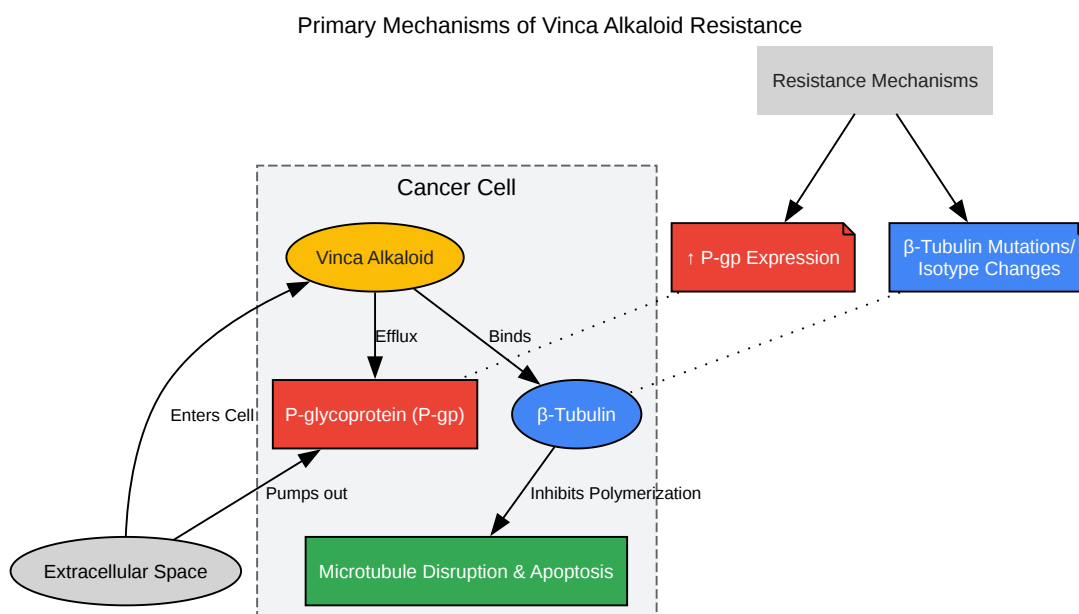 Primary Mechanisms of Vinca Alkaloid Resistance
Resistance Mechanisms
Cancer Cell
Vinca Alkaloid
↑ P-gp Expression
β-Tubulin Mutations/
Isotype Changes
Efflux
Binds
Enters Cell
P-glycoprotein (P-gp)
β-Tubulin
Pumps out
Inhibits Polymerization
Extracellular Space
Microtubule Disruption & Apoptosis